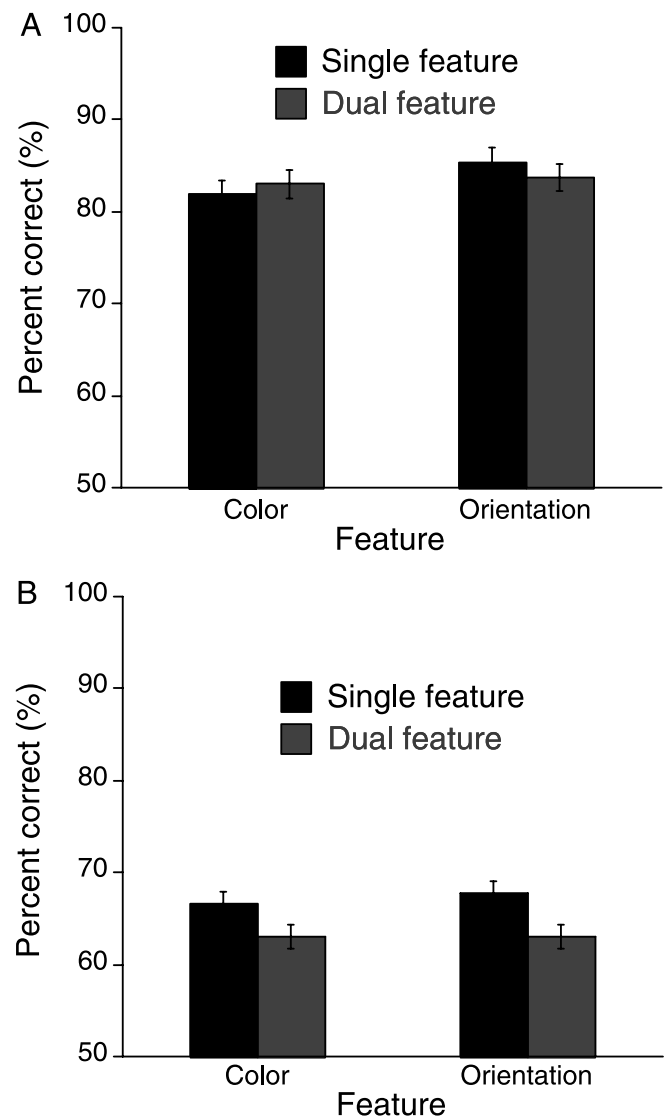 A
100
90
80
70
60
50
Percent correct (%)
Single feature
Dual feature
Color
Orientation
Feature
B
100
90
80
70
60
50
Percent correct (%)
Single feature
Dual feature
Color
Orientation
Feature